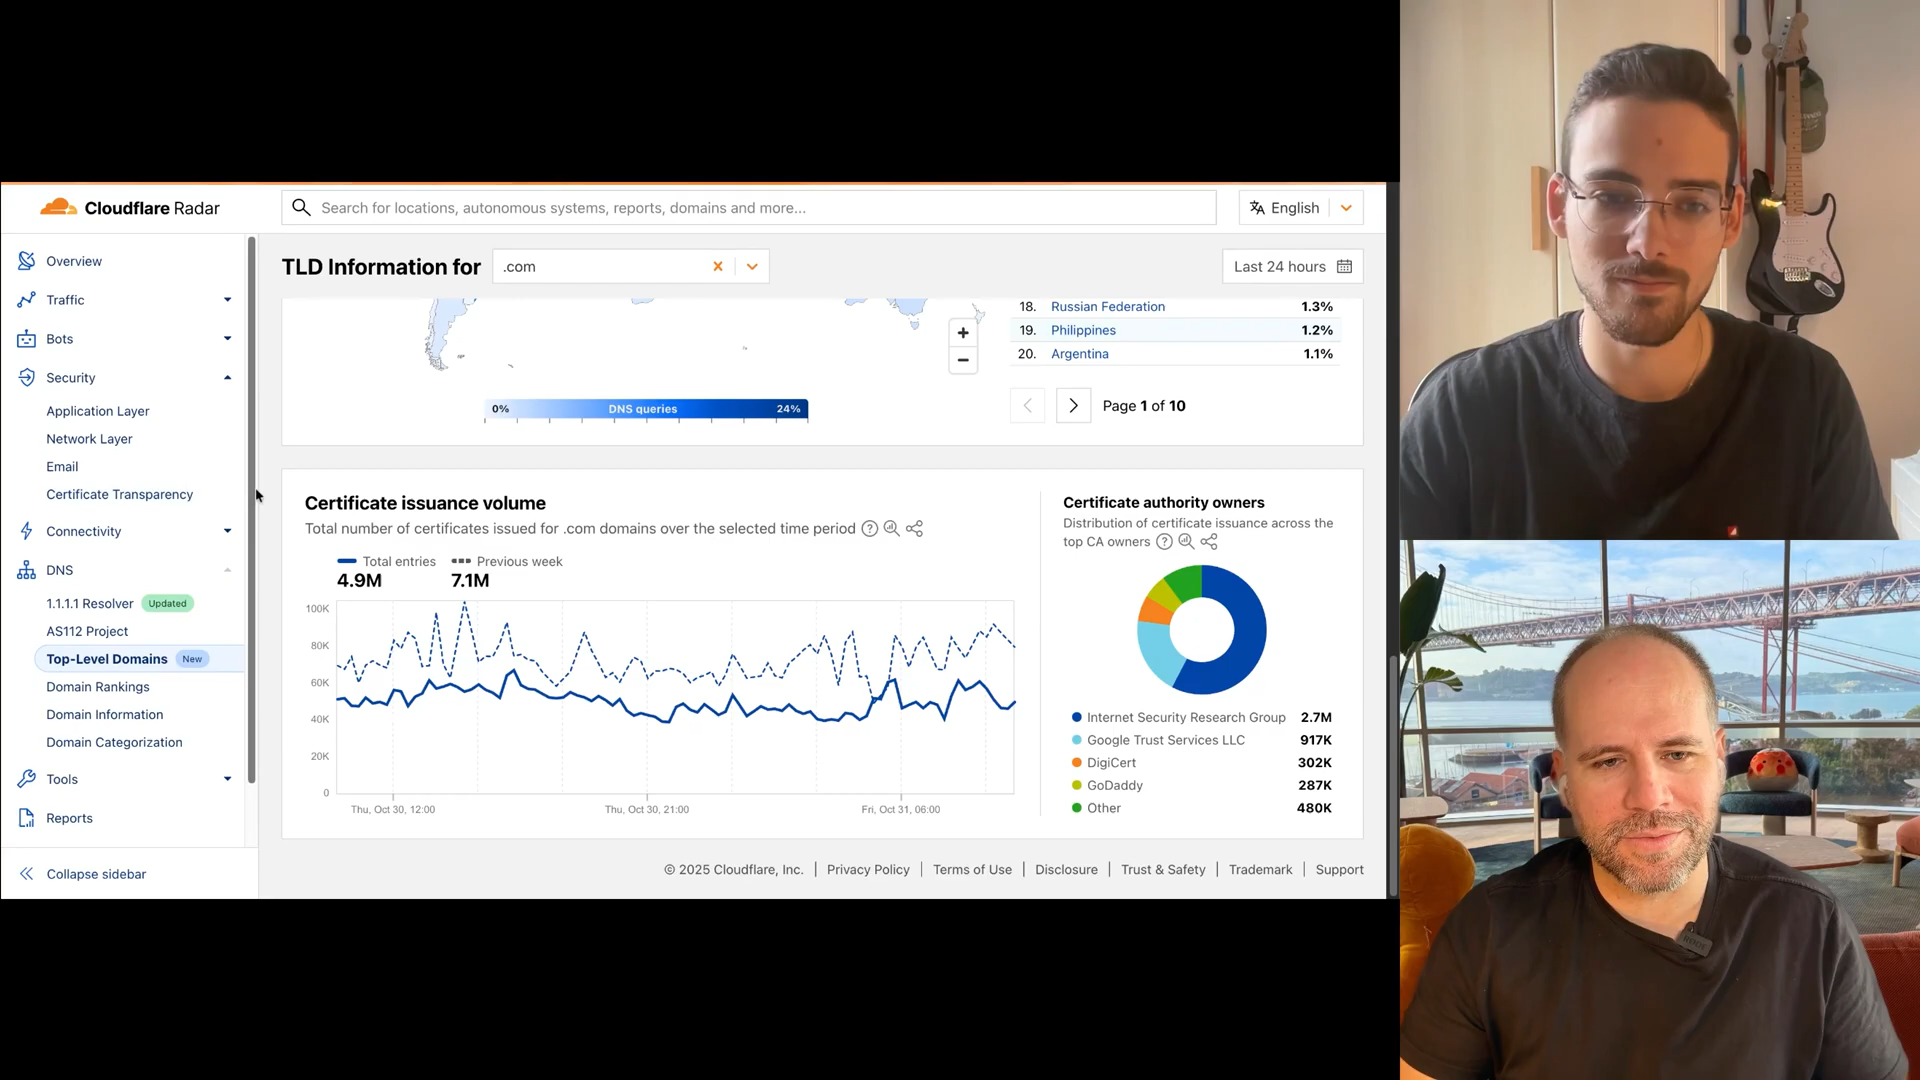 Cloudflare Radar
Search for locations, autonomous systems, reports, domains and more...
English
Overview
Traffic
Bots
Security
Application Layer
Network Layer
Email
Certificate Transparency
Connectivity
DNS
1.1.1.1 Resolver Updated
AS112 Project
Top-Level Domains New
Domain Rankings
Domain Information
Domain Categorization
Tools
Reports
Collapse sidebar
TLD Information for .com
Last 24 hours
18. Russian Federation 1.3%
19. Philippines 1.2%
20. Argentina 1.1%
0% DNS queries 24%
Page 1 of 10
Certificate issuance volume
Total number of certificates issued for .com domains over the selected time period
Total entries Previous week
4.9M 7.1M
100K
80K
60K
40K
20K
0
Thu, Oct 30, 12:00 Thu, Oct 30, 21:00 Fri, Oct 31, 06:00
Certificate authority owners
Distribution of certificate issuance across the
top CA owners
Internet Security Research Group 2.7M
Google Trust Services LLC 917K
DigiCert 302K
GoDaddy 287K
Other 480K
© 2025 Cloudflare, Inc. | Privacy Policy | Terms of Use | Disclosure | Trust & Safety | Trademark | Support